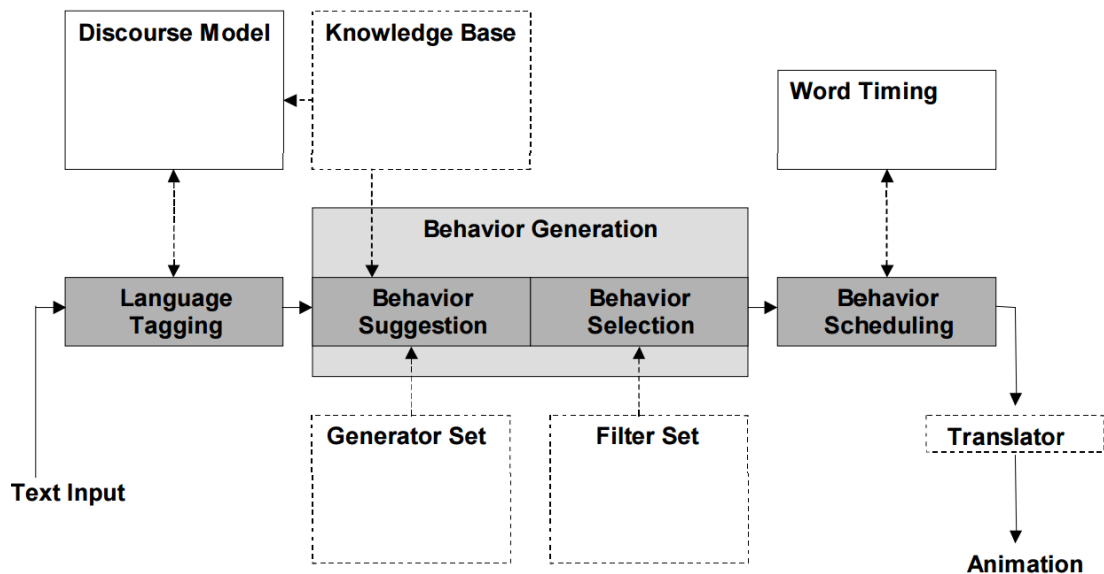 Discourse Model
Knowledge Base
Word Timing
Behavior Generation
Language
Tagging
Behavior
Suggestion
Behavior
Selection
Behavior
Scheduling
Generator Set
Filter Set
Translator
Text Input
Animation